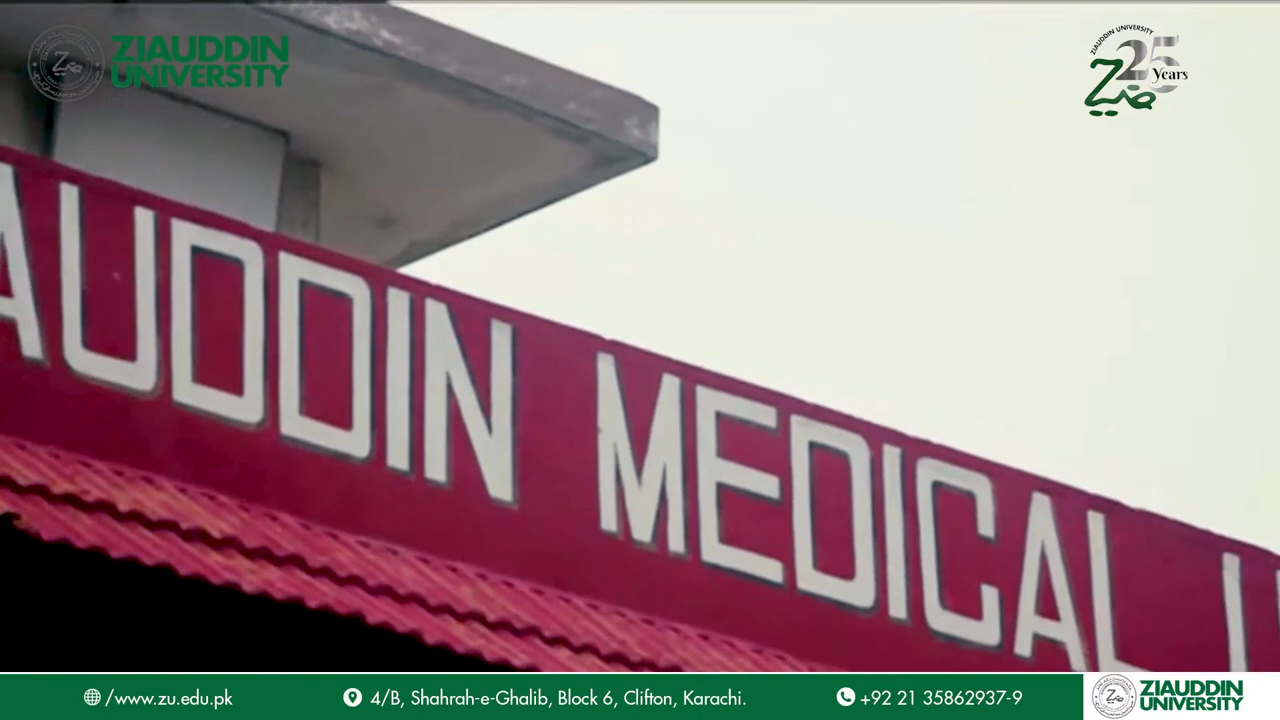 ZIAUDDIN
UNIVERSITY
ZIAUDDIN UNIVERSITY
25
Years
ضیا
AUDDIN MEDICAL
/www.zu.edu.pk
4/B, Shahrah-e-Ghalib, Block 6, Clifton, Karachi.
+92 21 35862937-9
ZIAUDDIN
UNIVERSITY